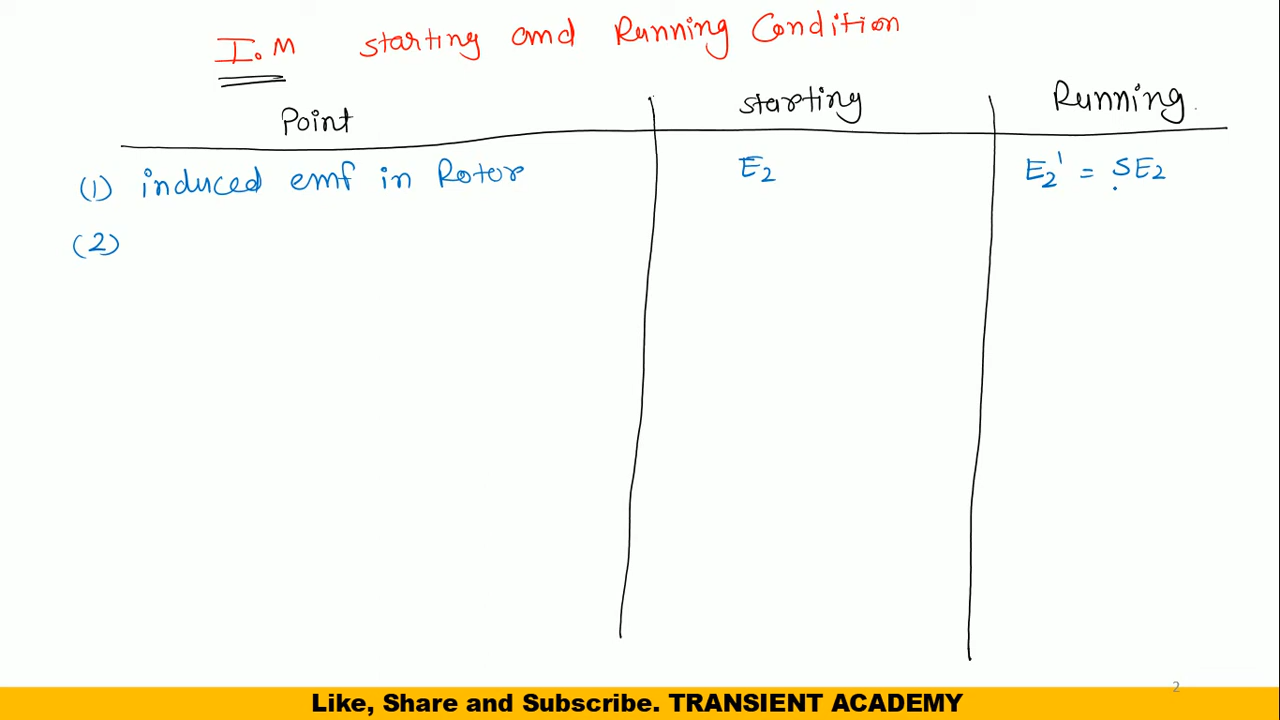 I.M starting and Running Condition
Point starting Running
(1) induced emf in Rotor E₂ E₂' = SE₂
(2)
2
Like, Share and Subscribe. TRANSIENT ACADEMY